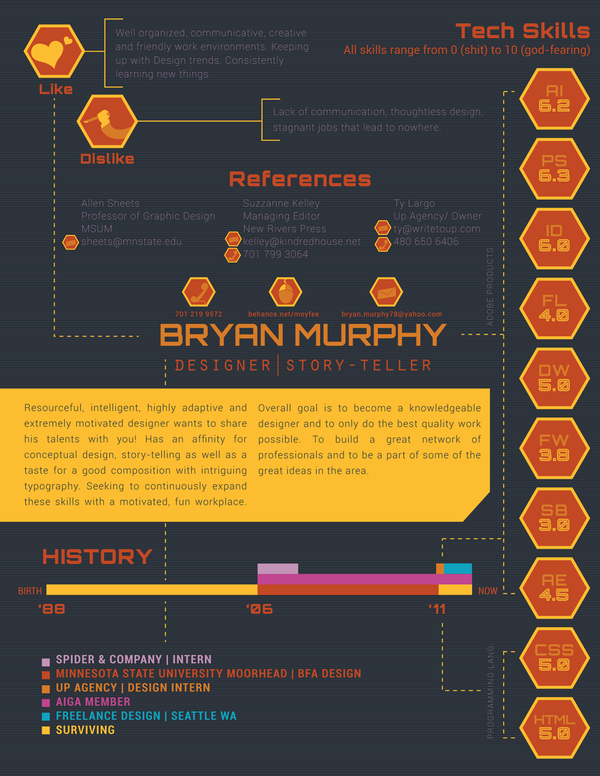 Tech Skills
All skills range from 0 (shit) to 10 (god-fearing)
Well organized, communicative, creative
and friendly work environments. Keeping
up with Design trends. Consistently
learning new things.
Like
Lack of communication, thoughtless design,
stagnant jobs that lead to nowhere.
Dislike
References
Allen Sheets
Professor of Graphic Design
MSUM
sheets@mnstate.edu
Suzzanne Kelley
Managing Editor
New Rivers Press
kelley@kindredhouse.net
701 799 3064
Ty Largo
Up Agency/ Owner
ty@writetoup.com
480 650 6406
701 219 9572
behance.net/moyfee
bryan.murphy78@yahoo.com
BRYAN MURPHY
DESIGNER|STORY-TELLER
Resourceful, intelligent, highly adaptive and
extremely motivated designer wants to share
his talents with you! Has an affinity for
conceptual design, story-telling as well as a
taste for a good composition with intriguing
typography. Seeking to continuously expand
these skills with a motivated, fun workplace.
Overall goal is to become a knowledgeable
designer and to only do the best quality work
possible. To build a great network of
professionals and to be a part of some of the
great ideas in the area.
HISTORY
BIRTH
NOW
'88
'06
'11
SPIDER & COMPANY | INTERN
MINNESOTA STATE UNIVERSITY MOORHEAD | BFA DESIGN
UP AGENCY | DESIGN INTERN
AIGA MEMBER
FREELANCE DESIGN | SEATTLE WA
SURVIVING
ADOBE PRODUCTS
AI
6.2
PS
6.3
ID
6.0
FL
4.0
DW
5.0
FW
3.8
SB
3.0
AE
4.5
PROGRAMMING LANG
CSS
5.0
HTML
5.0